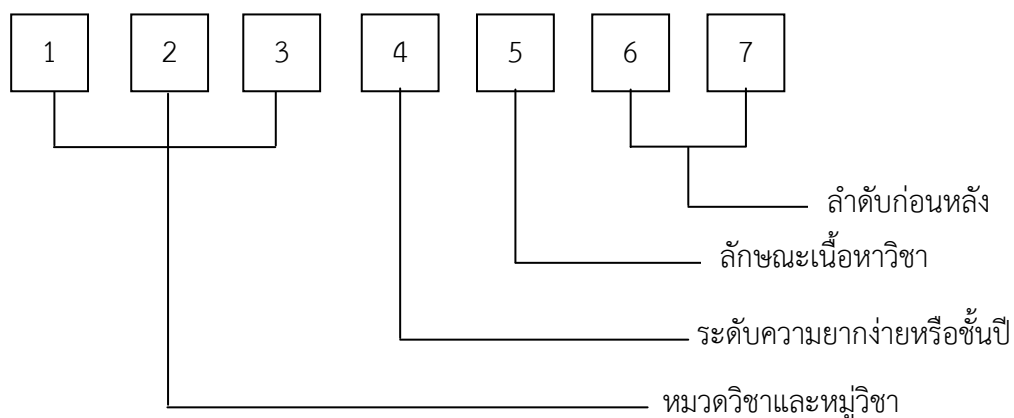 1 2 3 4 5 6 7
ลำดับก่อนหลัง
ลักษณะเนื้อหาวิชา
ระดับความยากง่ายหรือชั้นปี
หมวดวิชาและหมู่วิชา